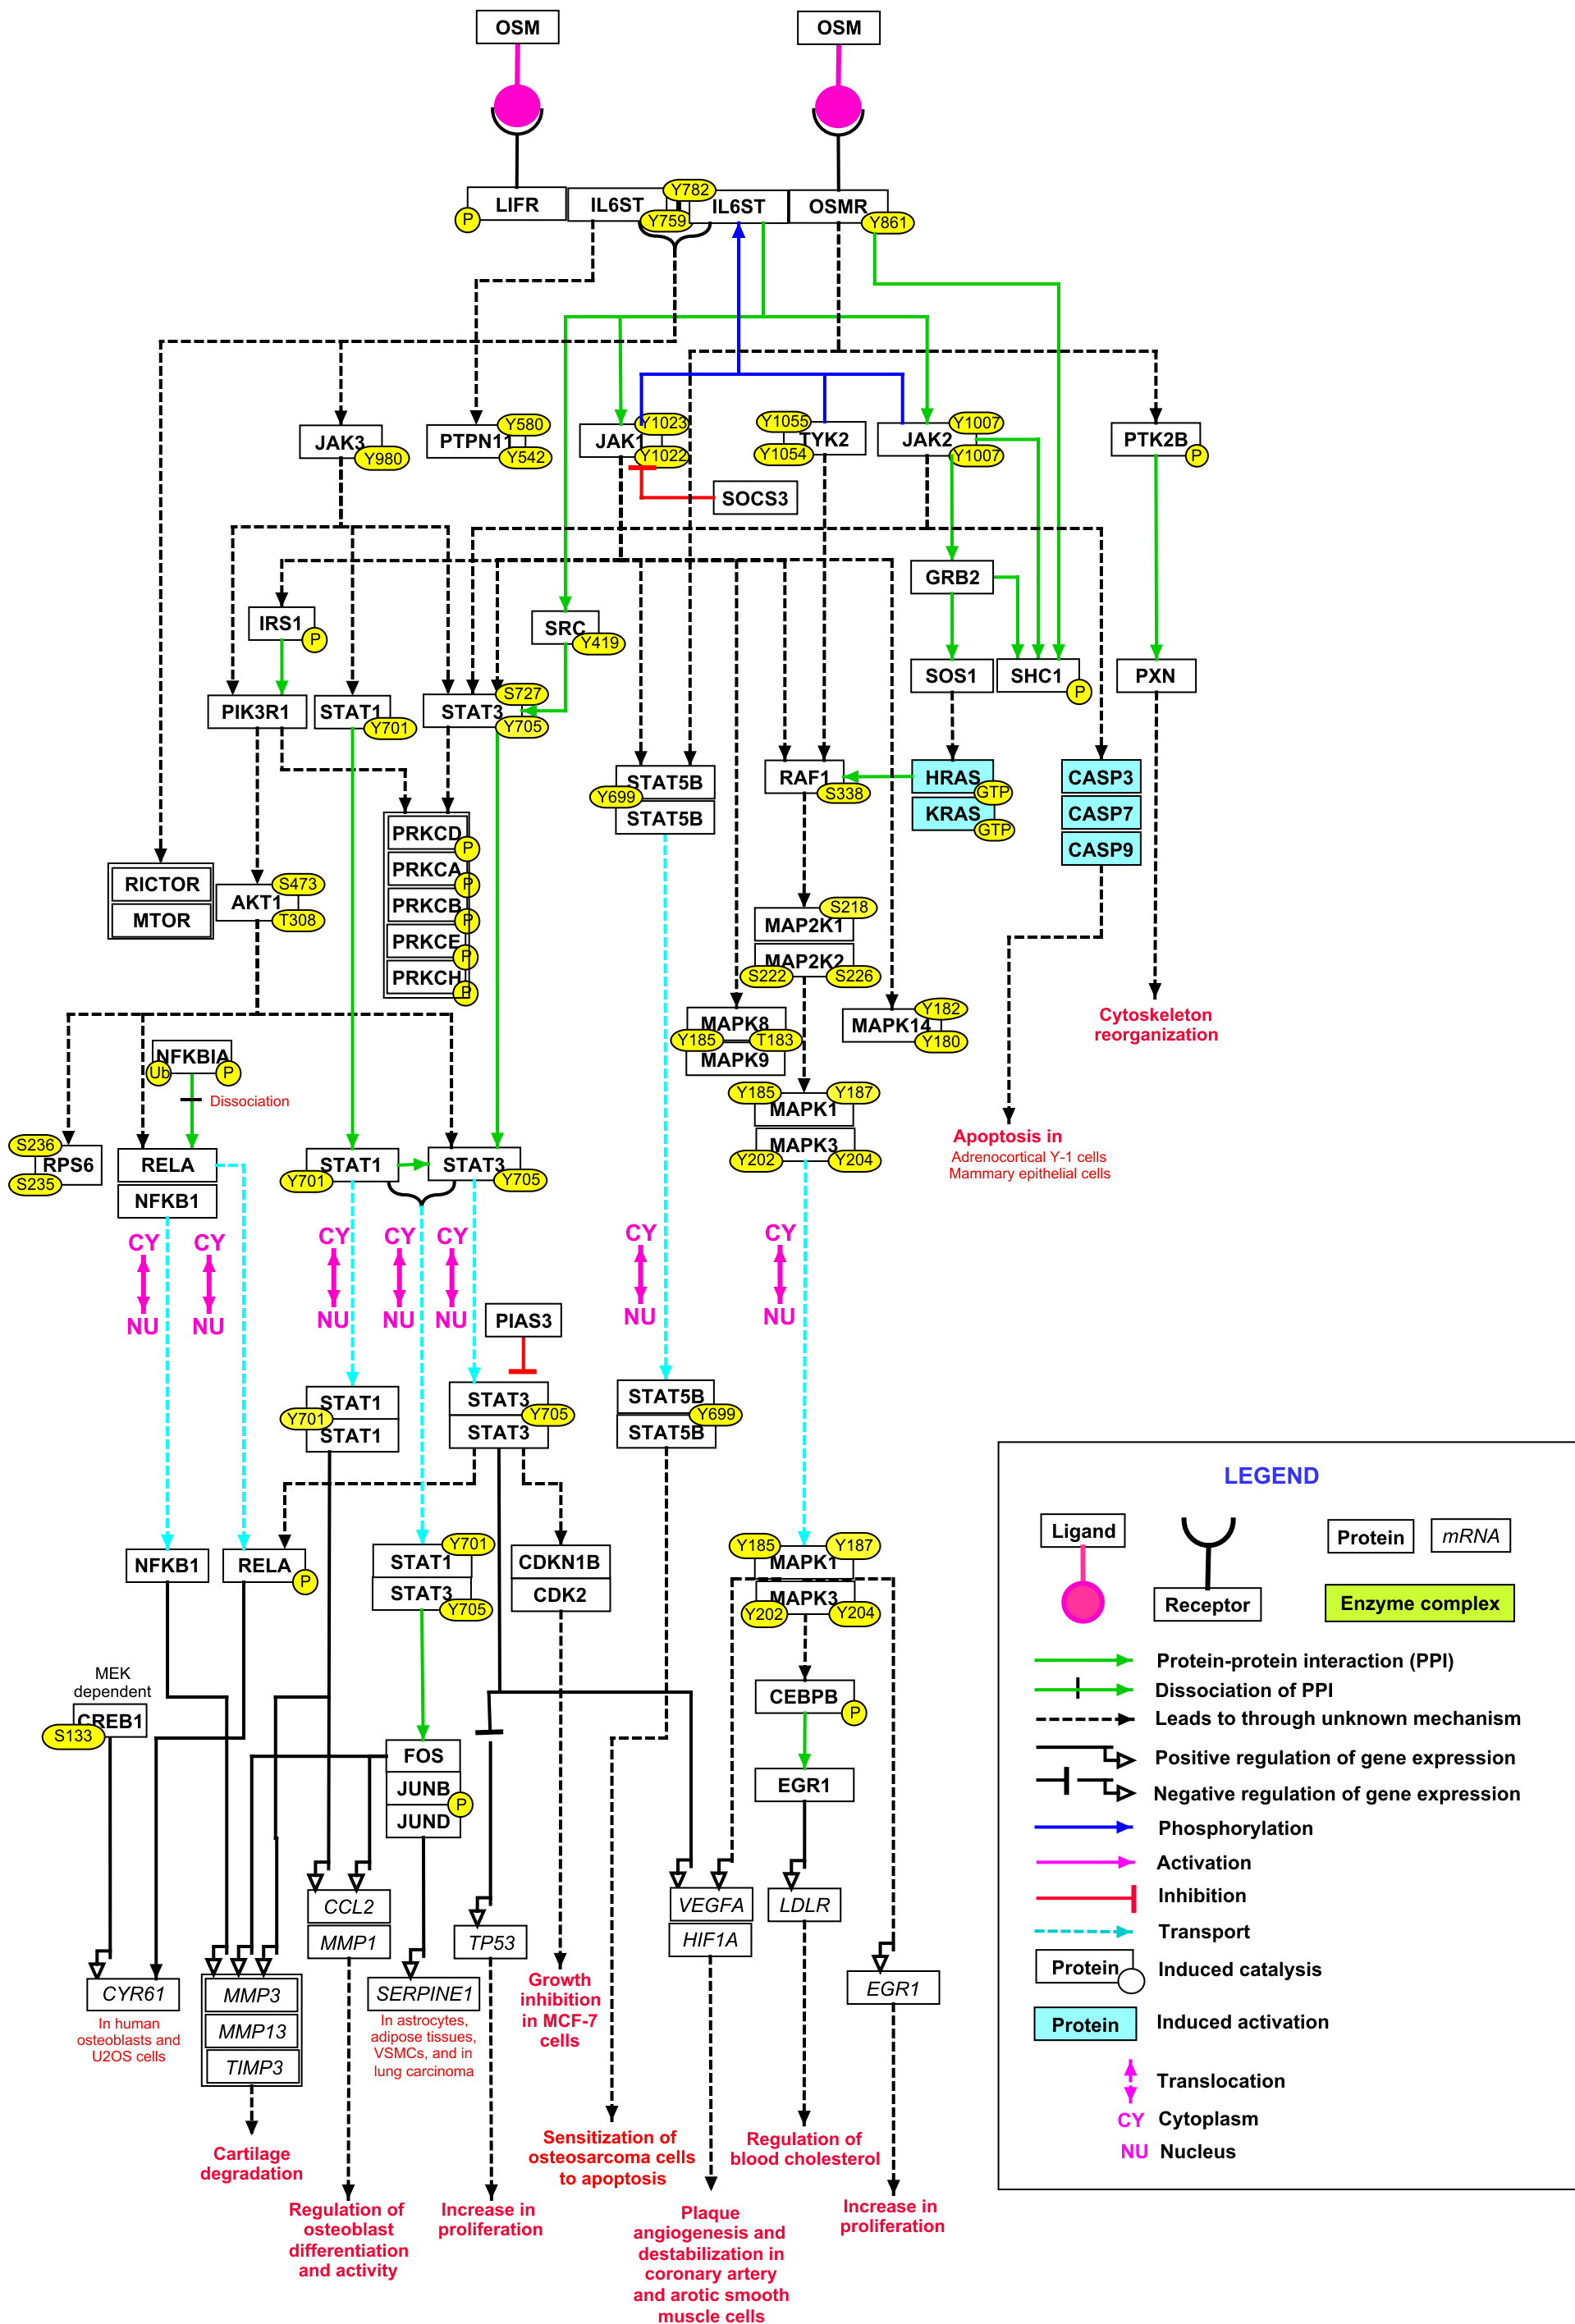 OSM
OSM
LIFR
IL6ST
IL6ST
OSMR
P
Y782
Y759
Y861
JAK3
Y980
PTPN11
Y580
Y542
JAK1
Y1023
Y1022
TYK2
Y1055
Y1054
JAK2
Y1007
Y1007
PTK2B
P
SOCS3
GRB2
IRS1
P
SRC
Y419
SOS1
SHC1
P
PXN
PIK3R1
STAT1
Y701
STAT3
S727
Y705
STAT5B
Y699
STAT5B
RAF1
S338
HRAS
GTP
KRAS
GTP
CASP3
CASP7
CASP9
PRKCD
P
PRKCA
P
PRKCB
P
PRKCE
P
PRKCH
P
RICTOR
MTOR
AKT1
S473
T308
MAP2K1
S218
MAP2K2
S222
S226
MAPK8
Y185
T183
MAPK9
MAPK14
Y182
Y180
Cytoskeleton
reorganization
NFKBIA
Ub
P
Dissociation
Y185
Y187
MAPK1
MAPK3
Y202
Y204
Apoptosis in
Adrenocortical Y-1 cells
Mammary epithelial cells
S236
RPS6
S235
RELA
NFKB1
STAT1
Y701
STAT3
Y705
CY
CY
CY
CY
CY
CY
CY
NU
NU
NU
NU
NU
NU
NU
PIAS3
STAT1
Y701
STAT1
STAT3
Y705
STAT3
STAT5B
Y699
STAT5B
NFKB1
RELA
P
STAT1
Y701
STAT3
Y705
CDKN1B
CDK2
Y185
Y187
MAPK1
MAPK3
Y202
Y204
MEK
dependent
CREB1
S133
CEBPB
P
FOS
JUNB
P
JUND
EGR1
CCL2
MMP1
TP53
VEGFA
HIF1A
LDLR
CYR61
In human
osteoblasts and
U2OS cells
MMP3
MMP13
TIMP3
SERPINE1
In astrocytes,
adipose tissues,
VSMCs, and in
lung carcinoma
Growth
inhibition
in MCF-7
cells
EGR1
Cartilage
degradation
Sensitization of
osteosarcoma cells
to apoptosis
Regulation of
blood cholesterol
Regulation of
osteoblast
differentiation
and activity
Increase in
proliferation
Plaque
angiogenesis and
destabilization in
coronary artery
and arotic smooth
muscle cells
Increase in
proliferation
LEGEND
Ligand
Receptor
Protein
mRNA
Enzyme complex
Protein-protein interaction (PPI)
Dissociation of PPI
Leads to through unknown mechanism
Positive regulation of gene expression
Negative regulation of gene expression
Phosphorylation
Activation
Inhibition
Transport
Protein
Induced catalysis
Protein
Induced activation
Translocation
CY Cytoplasm
NU Nucleus